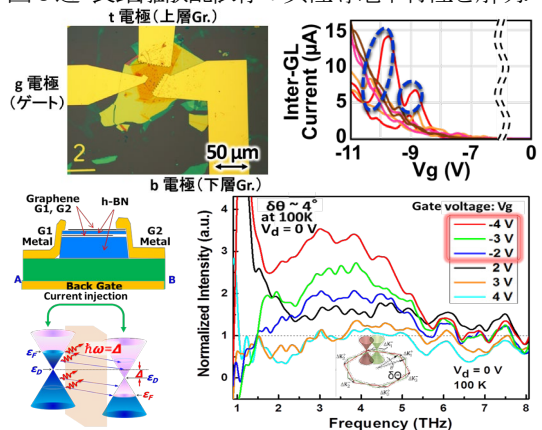 t 電極(上層Gr.)
g 電極
(ゲート)
2
50 μm
b 電極(下層Gr.)
Inter-GL
Current (μA)
15
10
5
0
-11
-9
-7
0
Vg (V)
Graphene
G1, G2
h-BN
G1
Metal
G2
Metal
A
Back Gate
B
Current injection
εF
εD
ħω=Δ
Δ
εD
εF
Normalized Intensity (a.u.)
4
3
2
1
0
δΘ ~ 4°
at 100K
Vd = 0 V
Gate voltage: Vg
-4 V
-3 V
-2 V
2 V
3 V
4 V
δΘ
Vd = 0 V
100 K
1
2
3
4
5
6
7
8
Frequency (THz)